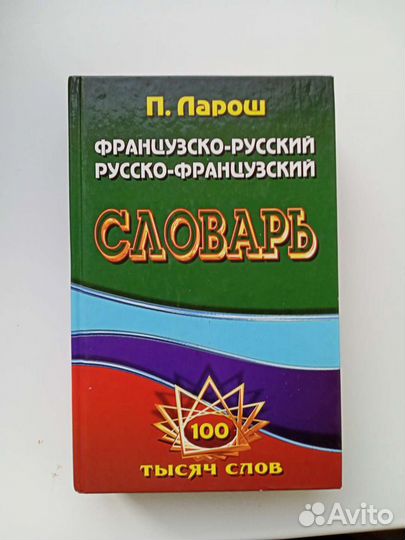 П. Ларош
ФРАНЦУЗСКО-РУССКИЙ
РУССКО-ФРАНЦУЗСКИЙ
СЛОВАРЬ
100
ТЫСЯЧ СЛОВ
Avito